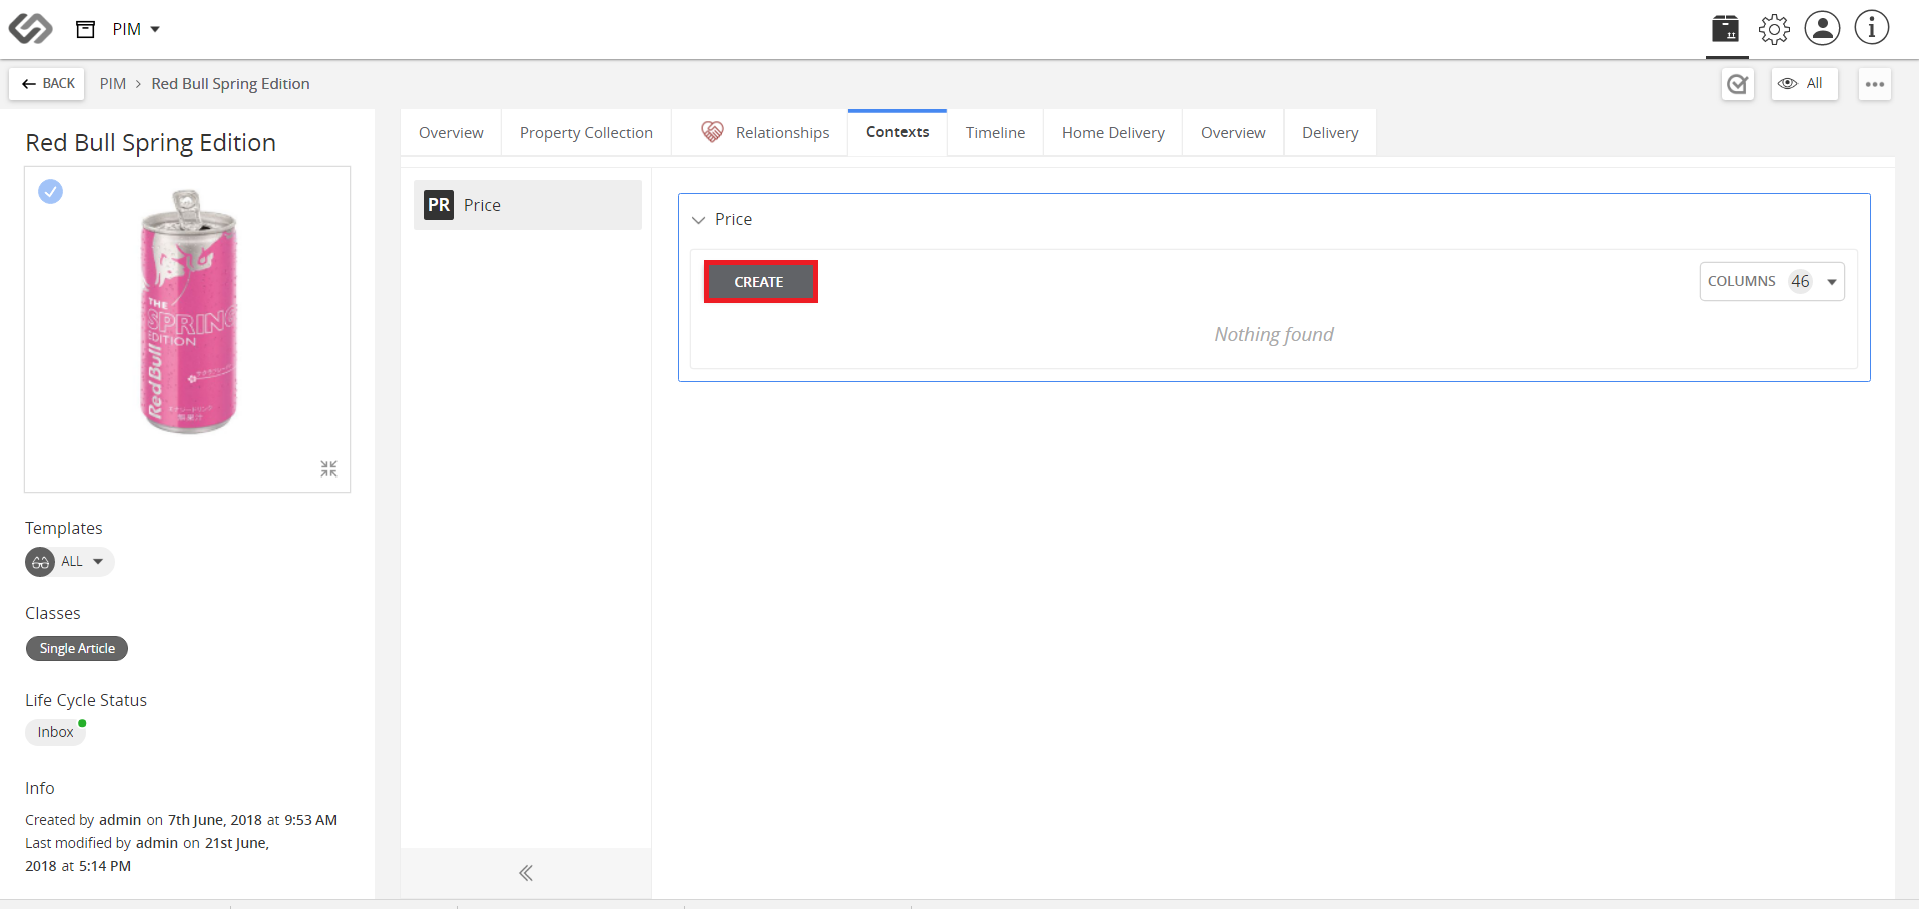 PIM
BACK
PIM > Red Bull Spring Edition
All
Red Bull Spring Edition
THE
SPRING
EDITION
Red Bull
Templates
ALL
Classes
Single Article
Life Cycle Status
Inbox
Info
Created by admin on 7th June, 2018 at 9:53 AM
Last modified by admin on 21st June,
2018 at 5:14 PM
Overview
Property Collection
Relationships
Contexts
Timeline
Home Delivery
Overview
Delivery
PR Price
Price
CREATE
COLUMNS 46
Nothing found